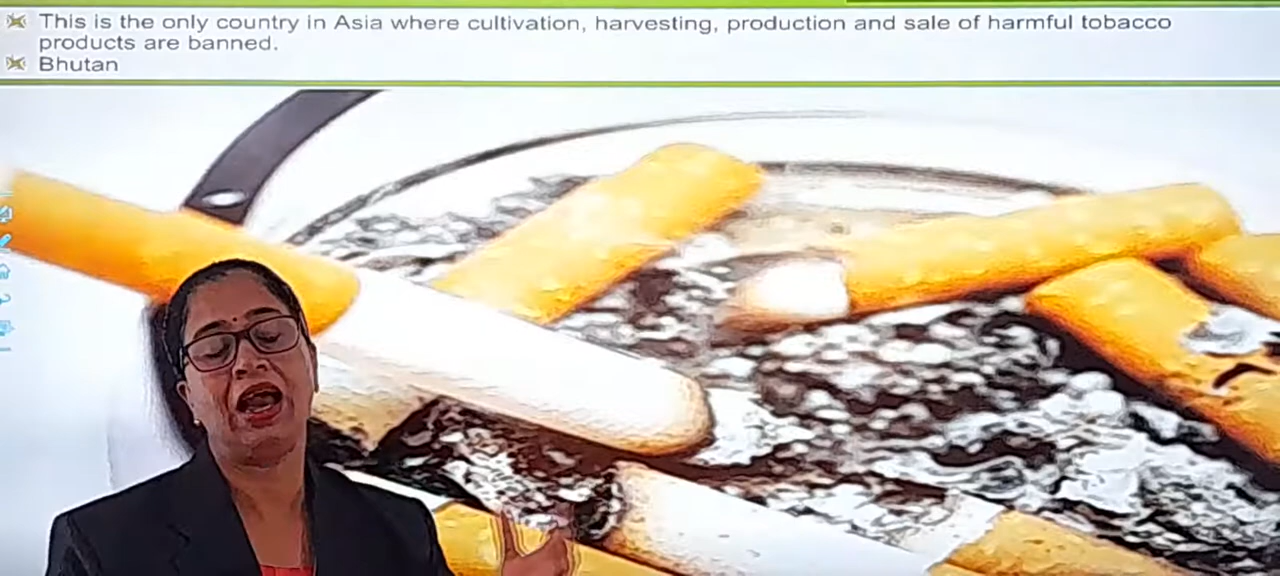 This is the only country in Asia where cultivation, harvesting, production and sale of harmful tobacco
products are banned.
Bhutan